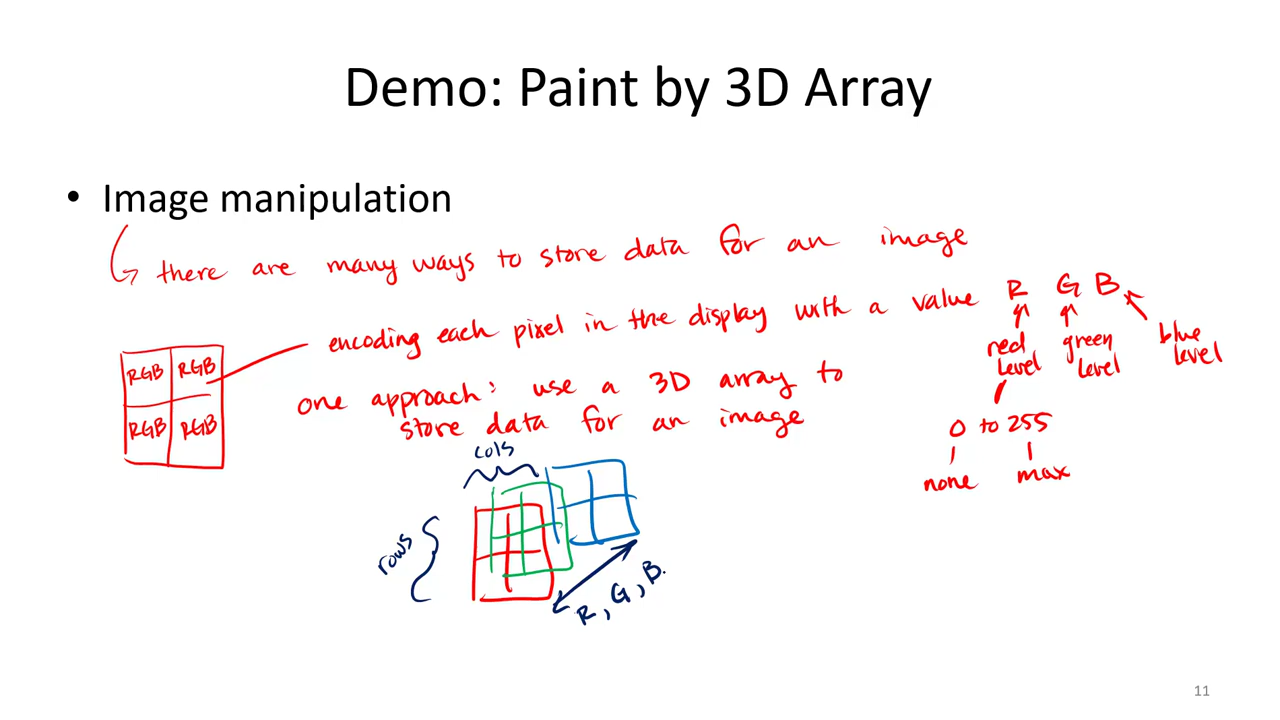 Demo: Paint by 3D Array
• Image manipulation
there are many ways to store data for an image
encoding each pixel in the display with a value R G B
red level
green level
blue level
0 to 255
none
max
RGB RGB
RGB RGB
one approach: use a 3D array to
store data for an image
cols
rows
R, G, B.
11